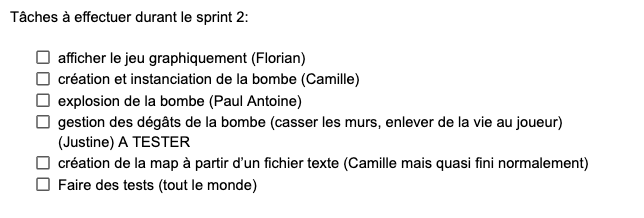 Tâches à effectuer durant le sprint 2:
afficher le jeu graphiquement (Florian)
création et instanciation de la bombe (Camille)
explosion de la bombe (Paul Antoine)
gestion des dégâts de la bombe (casser les murs, enlever de la vie au joueur)
(Justine) A TESTER
création de la map à partir d'un fichier texte (Camille mais quasi fini normalement)
Faire des tests (tout le monde)